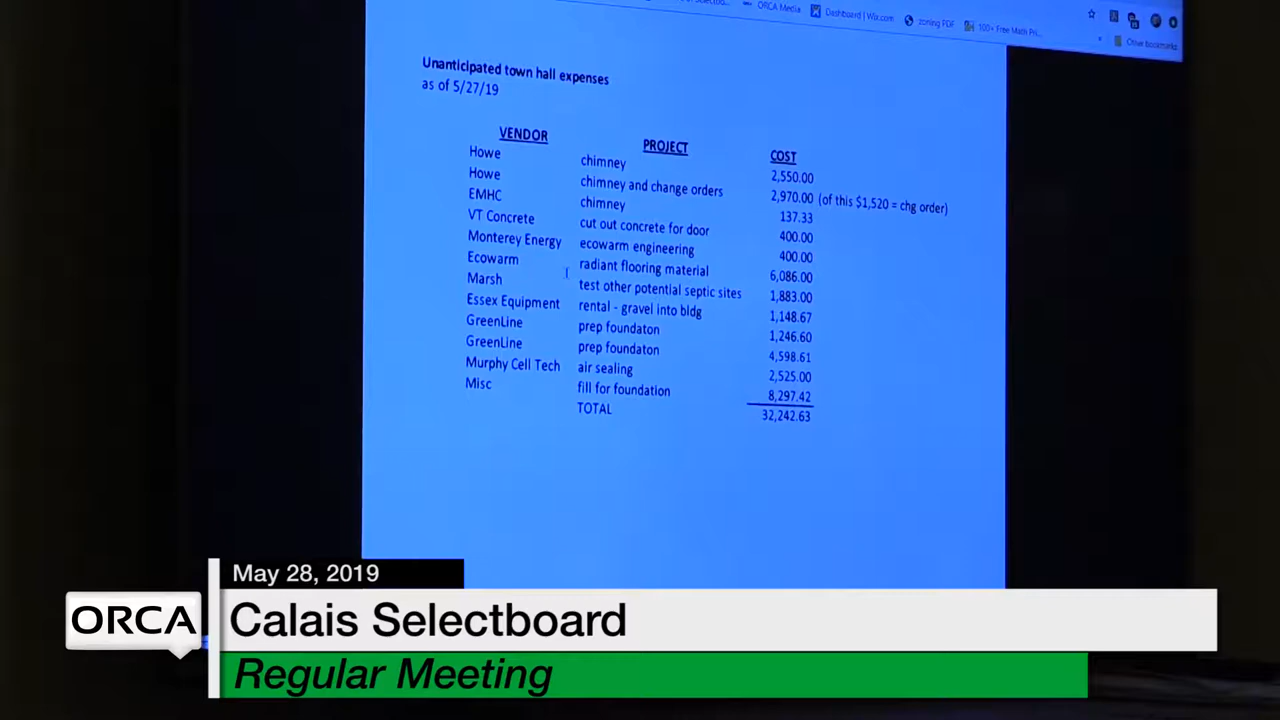 ORCA Media Dashboard | Wix.com zoning PDF 100+ Free Math Pri...
Other bookmarks
Unanticipated town hall expenses
as of 5/27/19
VENDOR PROJECT COST
Howe chimney 2,550.00
Howe chimney and change orders 2,970.00 (of this $1,520 = chg order)
EMHC chimney 137.33
VT Concrete cut out concrete for door 400.00
Monterey Energy ecowarm engineering 400.00
Ecowarm radiant flooring material 6,086.00
Marsh test other potential septic sites 1,883.00
Essex Equipment rental - gravel into bldg 1,148.67
GreenLine prep foundaton 1,246.60
GreenLine prep foundaton 4,598.61
Murphy Cell Tech air sealing 2,525.00
Misc fill for foundation 8,297.42
TOTAL 32,242.63
May 28, 2019
ORCA
Calais Selectboard
Regular Meeting